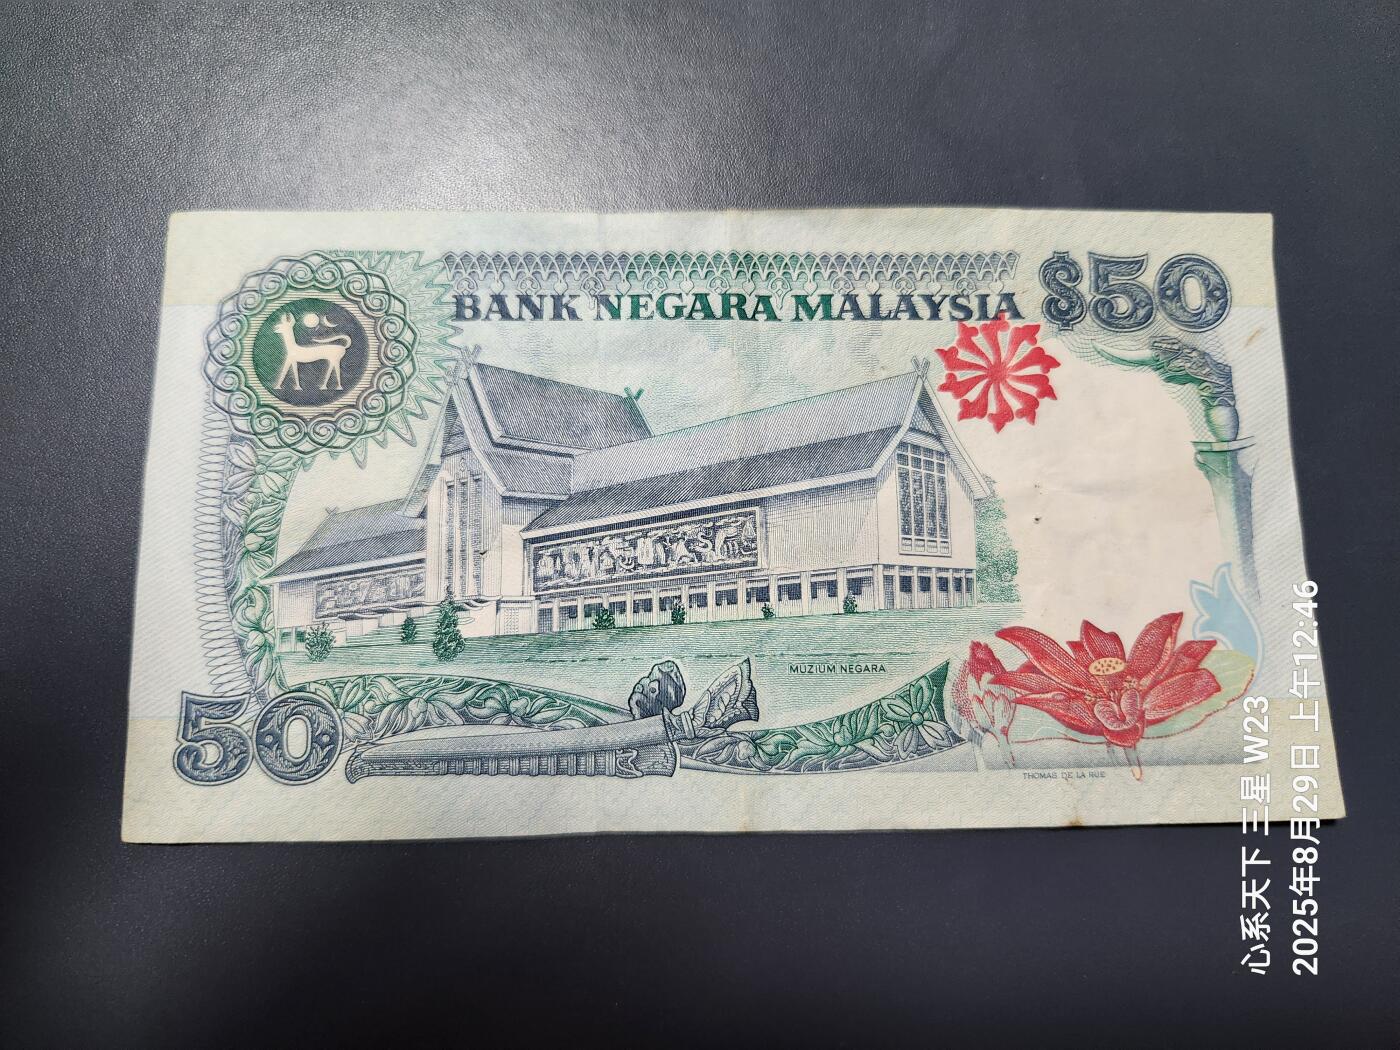 BANK NEGARA MALAYSIA
$50
MUZIUM NEGARA
50
THOMAS DE LA RUE
心系天下 三星 W23
2025年8月29日 上午12:46